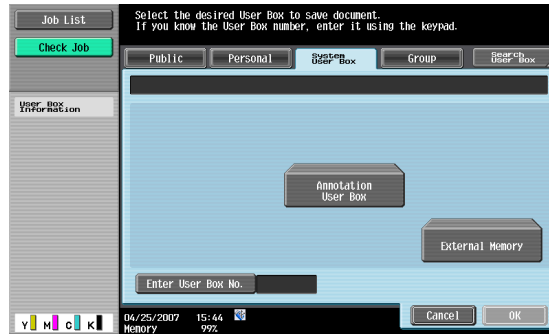 Job List
Select the desired User Box to save document.
If you know the User Box number, enter it using the keypad.
Check Job
Public
Personal
System
User Box
Group
Search
User Box
User Box
Information
Annotation
User Box
External Memory
Enter User Box No.
Y M C K
04/25/2007 15:44
Memory 99%
Cancel
OK